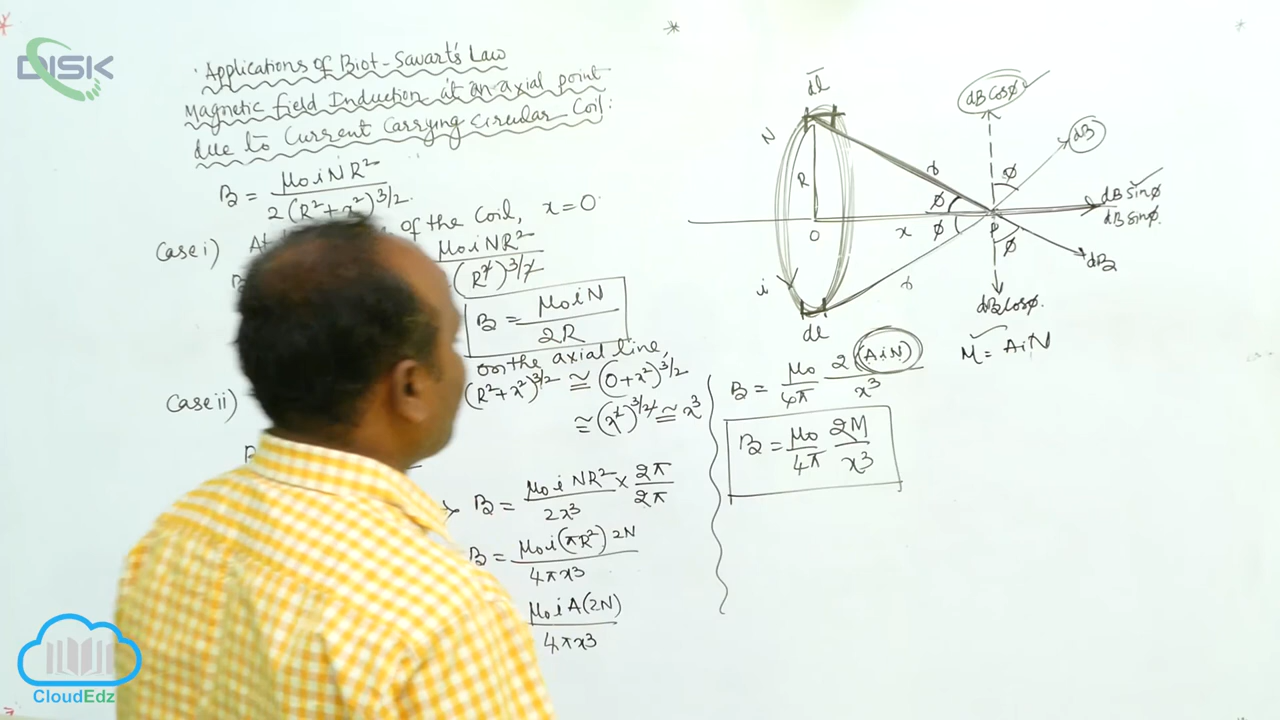 DISK
Applications of Biot-Savart's Law
Magnetic field Induction at an axial point
due to Current Carrying circular Coil:
B = μ₀iNR² / 2(R²+x²)^3/2
Case i)
of the Coil, x=0
μ₀iNR² / (R²)^3/2
B = μ₀iN / 2R
on the axial line,
Case ii)
(R²+x²)^3/2 ≅ (0+x²)^3/2
≅ (x²)^3/2 ≅ x³
B = μ₀iNR² / 2x³ × 2π / 2π
B = μ₀i(πR²)2N / 4πx³
μ₀iA(2N) / 4πx³
dl
N
R
O
i
dl
r
φ
φ
x
r
P
dB cosφ
dB
φ
dB sinφ
dB sinφ
φ
dB
dB cosφ
M = AiN
B = μ₀/4π 2(AiN)/x³
B = μ₀/4π 2M/x³
CloudEdz